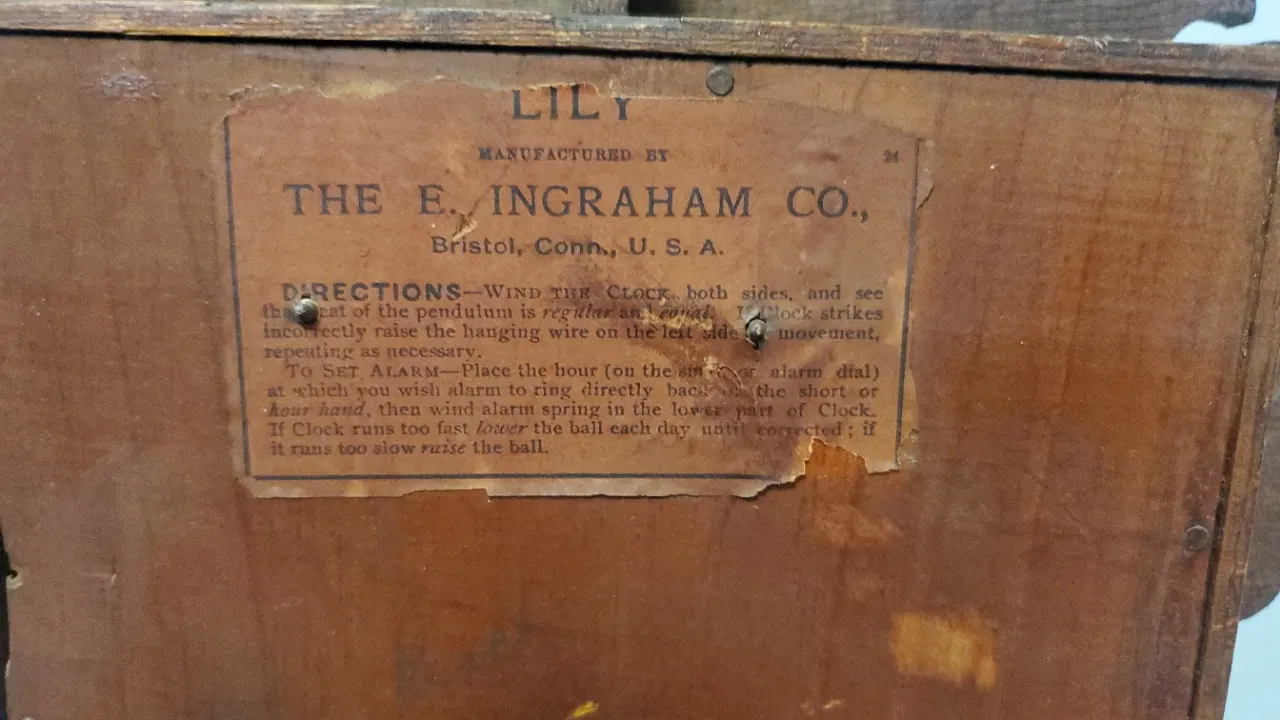 LILY
MANUFACTURED BY 24
THE E. INGRAHAM CO.,
Bristol, Conn., U. S. A.
DIRECTIONS—WIND THE CLOCK both sides, and see
of the pendulum is regular and equal. If Clock strikes
incorrectly raise the hanging wire on the left side movement,
repeating as necessary.
TO SET ALARM—Place the hour (on the or alarm dial)
at which you wish alarm to ring directly back the short or
hour hand, then wind alarm spring in the lower part of Clock.
If Clock runs too fast lower the ball each day until corrected; if
it runs too slow raise the ball.